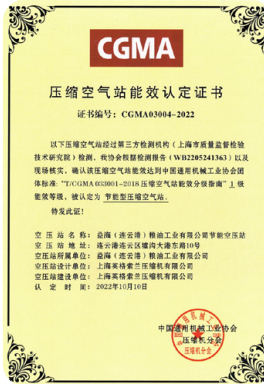 CGMA
压缩空气站能效认定证书
证书编号：CGMA03004-2022
以下压缩空气站经过第三方检测机构（上海市质量监督检验
技术研究院）检测，我协会根据检测报告（WB2205241363）以及
现场核实，确认该压缩空气站能效达到中国通用机械工业协会团
体标准："T/CGMA033001-2018压缩空气站能效分级指南"1级
能效等级，被认定为 节能型压缩空气站。
特发此证！
空压站名称：益海（连云港）粮油工业有限公司节能空压站
空压站地址：连云港连云区墟沟大港东路10号
空压站所属单位：益海（连云港）粮油工业有限公司
空压站设计单位：上海英格索兰压缩机有限公司
空压站建设单位：上海英格索兰压缩机有限公司
认定时间：2022年10月10日
中国通用机械工业协会
压缩机分会